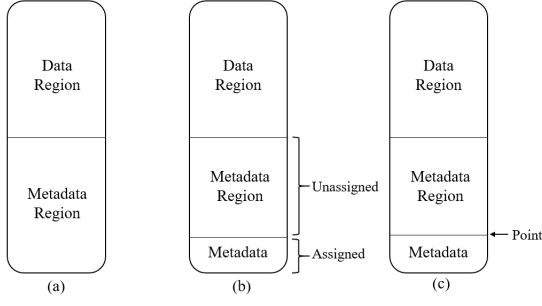 Data
Region
Metadata
Region
(a)
Data
Region
Metadata
Region
Metadata
Unassigned
Assigned
(b)
Data
Region
Metadata
Region
Metadata
Point
(c)